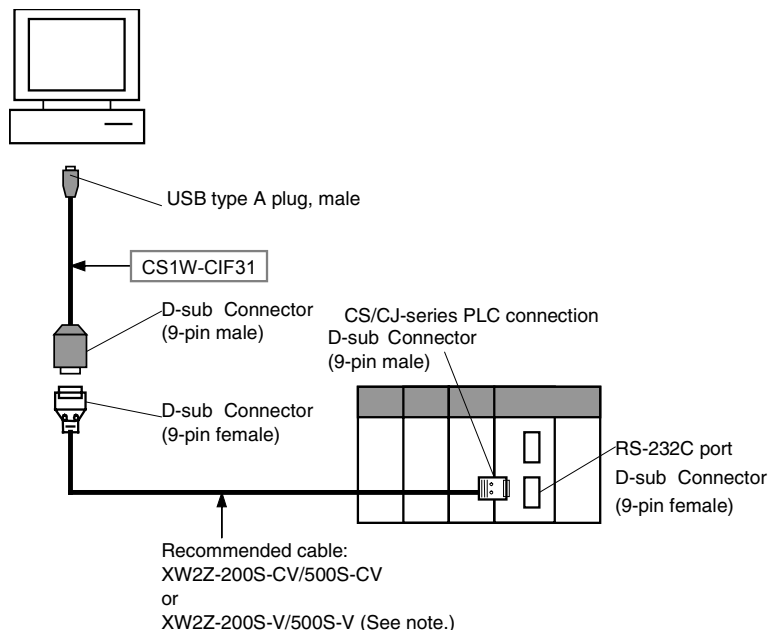 USB type A plug, male
CS1W-CIF31
D-sub Connector
(9-pin male)
CS/CJ-series PLC connection
D-sub Connector
(9-pin male)
D-sub Connector
(9-pin female)
RS-232C port
D-sub Connector
(9-pin female)
Recommended cable:
XW2Z-200S-CV/500S-CV
or
XW2Z-200S-V/500S-V (See note.)